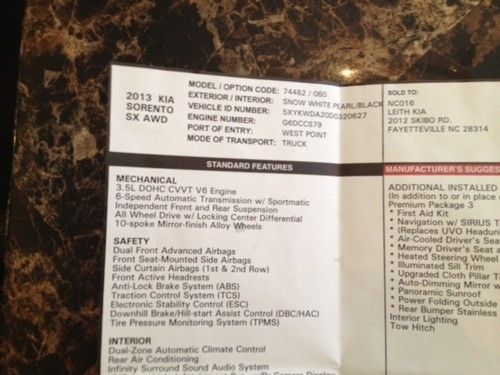 MODEL / OPTION CODE: 74482 / 060
EXTERIOR / INTERIOR: SNOW WHITE PEARL/BLACK
2013 KIA
SORENTO
SX AWD
VEHICLE ID NUMBER:
ENGINE NUMBER: G6DCCS79
PORT OF ENTRY: WEST POINT
MODE OF TRANSPORT: TRUCK
SOLD TO:
NC016
LEITH KIA
2012 SKIBO RD.
FAYETTEVILLE NC 28314
STANDARD FEATURES
MECHANICAL
3.5L DOHC CVVT V6 Engine
6-Speed Automatic Transmission w/ Sportmatic
Independent Front and Rear Suspension
All Wheel Drive w/ Locking Center Differential
10-spoke Mirror-finish Alloy Wheels
SAFETY
Dual Front Advanced Airbags
Front Seat-Mounted Side Airbags
Side Curtain Airbags (1st & 2nd Row)
Front Active Headrests
Anti-Lock Brake System (ABS)
Traction Control System (TCS)
Electronic Stability Control (ESC)
Downhill Brake/Hill-start Assist Control (DBC/HAC)
Tire Pressure Monitoring System (TPMS)
INTERIOR
Dual-Zone Automatic Climate Control
Rear Air Conditioning
Infinity Surround Sound Audio System
MANUFACTURER'S SUGGES
ADDITIONAL INSTALLED
(In addition to or in place
Premium Package 3
* First Aid Kit
* Navigation w/ SIRIUS T
(Replaces UVO Headuni
* Air-Cooled Driver's Sea
* Memory Driver's Seat a
* Heated Steering Wheel
* Illuminated Sill Trim
* Upgraded Cloth Pillar T
* Auto-Dimming Mirror w
* Panoramic Sunroof
* Power Folding Outside
* Rear Bumper Stainless
Interior Lighting
Tow Hitch